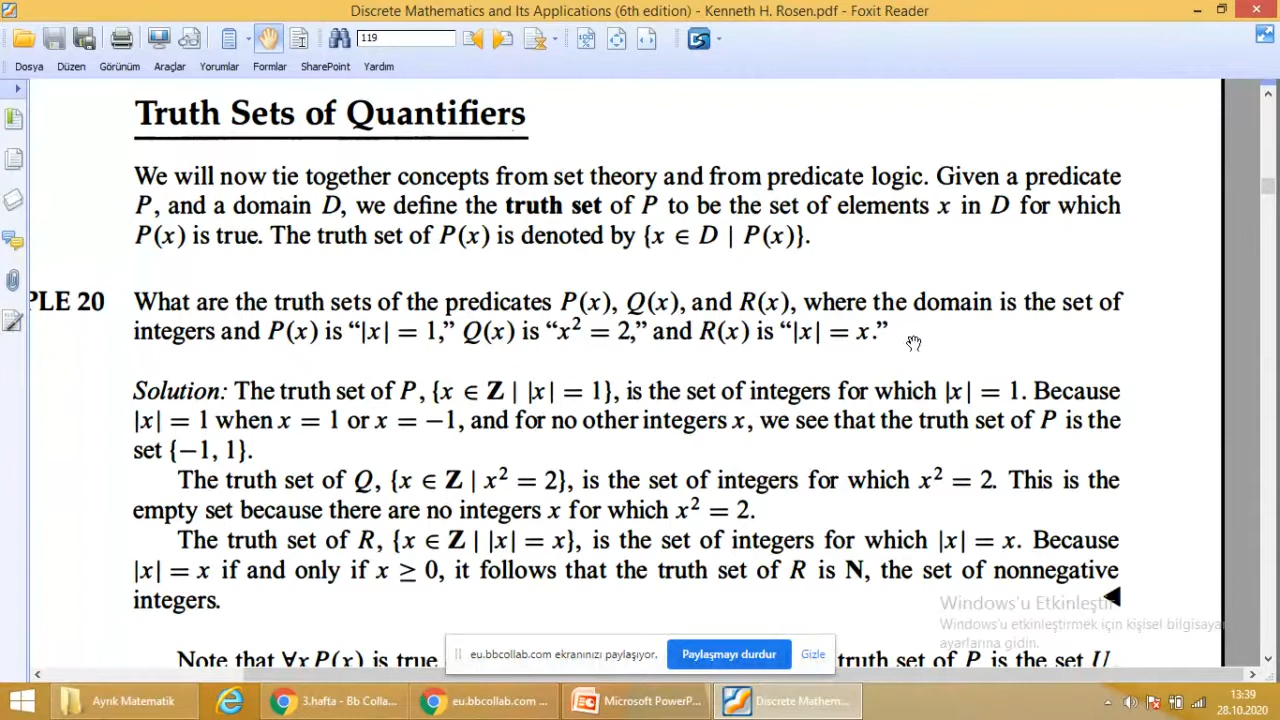 Discrete Mathematics and Its Applications (6th edition) - Kenneth H. Rosen.pdf - Foxit Reader
119
Dosya Düzen Görünüm Araçlar Yorumlar Formlar SharePoint Yardım
Truth Sets of Quantifiers
We will now tie together concepts from set theory and from predicate logic. Given a predicate
P, and a domain D, we define the truth set of P to be the set of elements x in D for which
P(x) is true. The truth set of P(x) is denoted by {x ∈ D | P(x)}.
PLE 20 What are the truth sets of the predicates P(x), Q(x), and R(x), where the domain is the set of
integers and P(x) is “|x| = 1,” Q(x) is “x² = 2,” and R(x) is “|x| = x.”
Solution: The truth set of P, {x ∈ Z | |x| = 1}, is the set of integers for which |x| = 1. Because
|x| = 1 when x = 1 or x = −1, and for no other integers x, we see that the truth set of P is the
set {−1, 1}.
The truth set of Q, {x ∈ Z | x² = 2}, is the set of integers for which x² = 2. This is the
empty set because there are no integers x for which x² = 2.
The truth set of R, {x ∈ Z | |x| = x}, is the set of integers for which |x| = x. Because
|x| = x if and only if x ≥ 0, it follows that the truth set of R is N, the set of nonnegative
integers.
Windows'u Etkinleştir
Windows'u etkinleştirmek için kişisel bilgisayar
ayarlarına gidin.
Note that ∀x P(x) is true truth set of P is the set U.
eu.bbcollab.com ekranınızı paylaşıyor. Paylaşmayı durdur Gizle
Ayrık Matematik 3.hafta - Bb Colla... eu.bbcollab.com ... Microsoft PowerP... Discrete Mathem... 13:39
28.10.2020